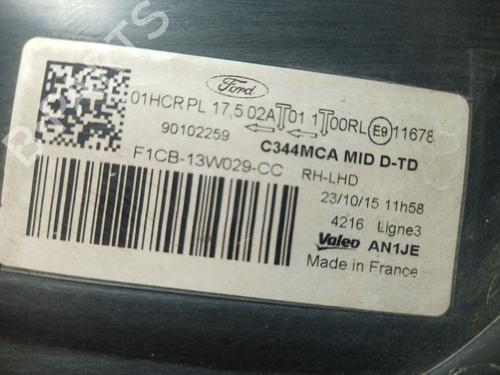 Ford
01HCR PL 17,5 02A 01 1 00RL E9 11678
90102259
C344MCA MID D-TD
F1CB-13W029-CC RH-LHD
23/10/15 11h58
4216 Ligne3
Valeo AN1JE
Made in France